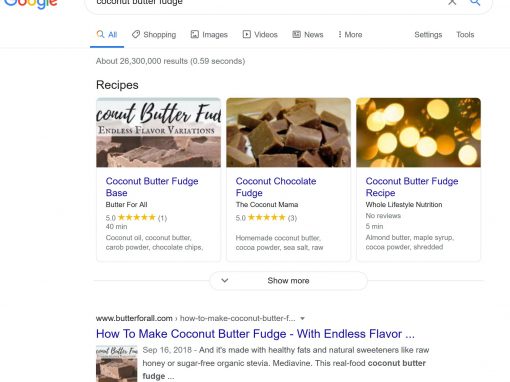 Google
coconut butter fudge
All Shopping Images Videos News More Settings Tools
About 26,300,000 results (0.59 seconds)
Recipes
conut Butter Fud
ENDLESS FLAVOR VARIATIONS
Coconut Butter Fudge
Base
Butter For All
5.0 (1)
40 min
Coconut oil, coconut butter,
carob powder, chocolate chips,
Coconut Chocolate
Fudge
The Coconut Mama
5.0 (3)
Homemade coconut butter,
cocoa powder, sea salt, raw
Coconut Butter Fudge
Recipe
Whole Lifestyle Nutrition
No reviews
5 min
Almond butter, maple syrup,
cocoa powder, shredded
Show more
www.butterforall.com › how-to-make-coconut-butter-f...
How To Make Coconut Butter Fudge - With Endless Flavor ...
conut Butter Fu
Sep 16, 2018 - And it's made with healthy fats and natural sweeteners like raw
honey or sugar-free organic stevia. Mediavine. This real-food coconut butter
fudge ...